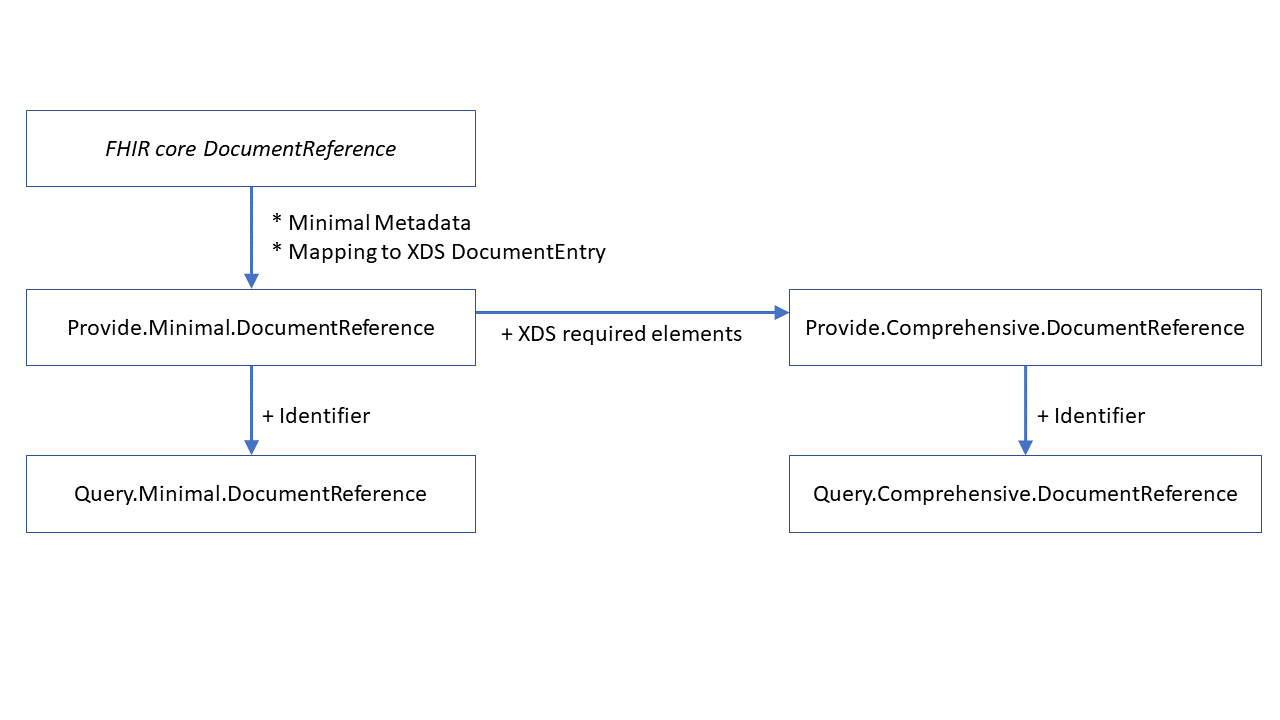 FHIR core DocumentReference
* Minimal Metadata
* Mapping to XDS DocumentEntry
Provide.Minimal.DocumentReference
+ XDS required elements
Provide.Comprehensive.DocumentReference
+ Identifier
+ Identifier
Query.Minimal.DocumentReference
Query.Comprehensive.DocumentReference